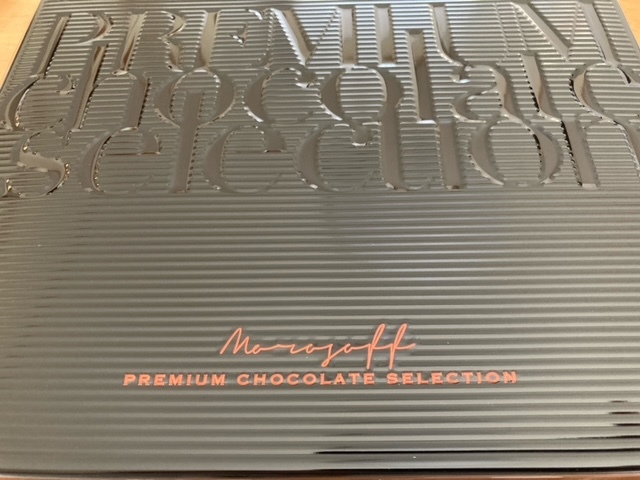 PREMIUM
chocolate
selection
Morozoff
PREMIUM CHOCOLATE SELECTION